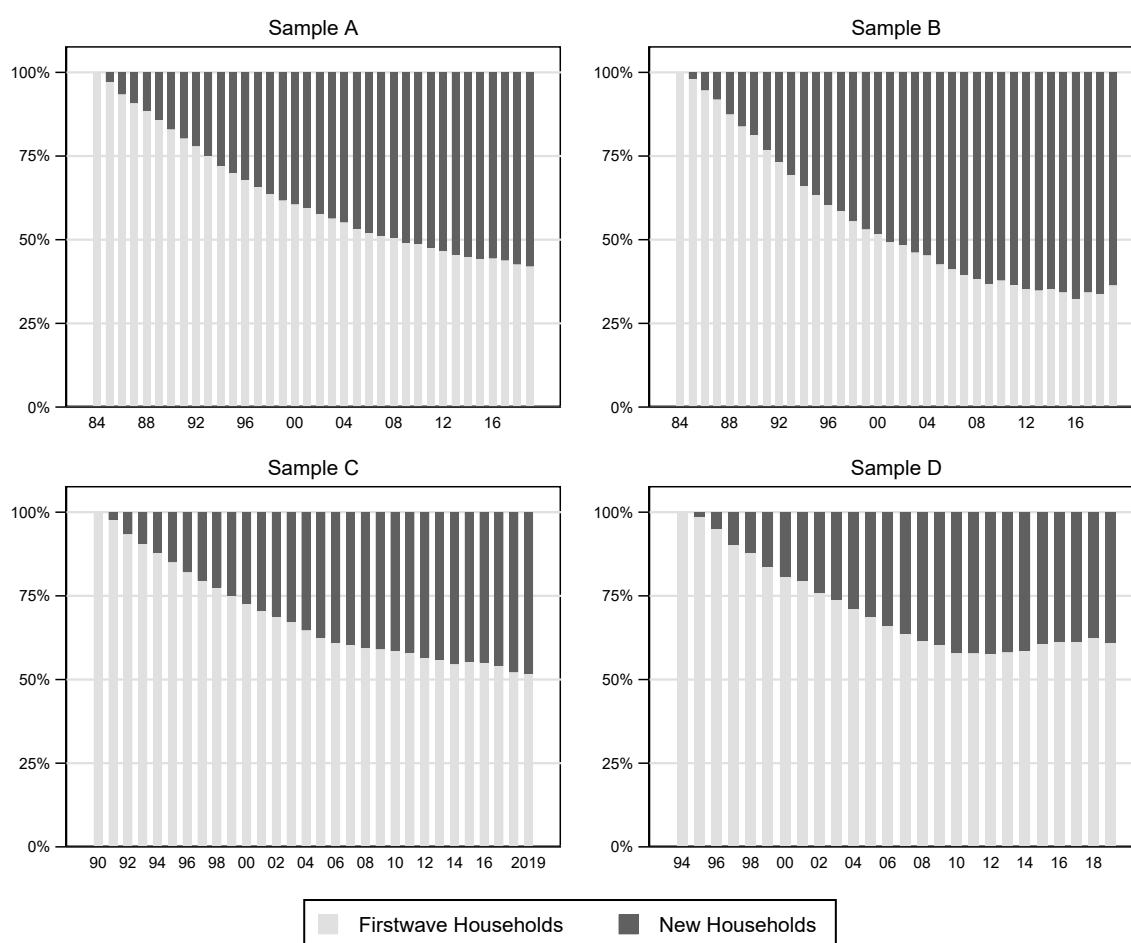 Sample A
100%
75%
50%
25%
0%
84 88 92 96 00 04 08 12 16
Sample B
100%
75%
50%
25%
0%
84 88 92 96 00 04 08 12 16
Sample C
100%
75%
50%
25%
0%
90 92 94 96 98 00 02 04 06 08 10 12 14 16 2019
Sample D
100%
75%
50%
25%
0%
94 96 98 00 02 04 06 08 10 12 14 16 18
Firstwave Households New Households